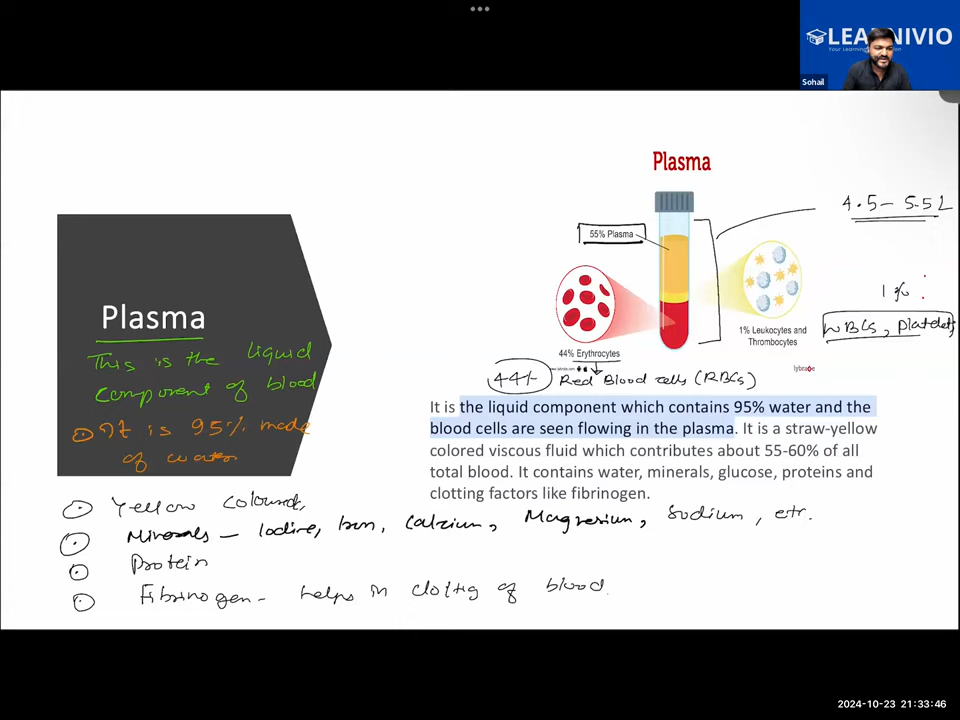 LEARNIVIO
Sohail
Plasma
4.5 - 5.5 L
55% Plasma
1 %
WBCs, Platelets
1% Leukocytes and
Thrombocytes
44% Erythrocytes
lybrate
44% Red Blood cells (RBCs)
Plasma
This is the liquid
component of blood
It is 95% made
of water
It is the liquid component which contains 95% water and the
blood cells are seen flowing in the plasma. It is a straw-yellow
colored viscous fluid which contributes about 55-60% of all
total blood. It contains water, minerals, glucose, proteins and
clotting factors like fibrinogen.
Yellow coloured,
Minerals - Iodine, Iron, Calcium, Magnesium, Sodium, etc.
Protein
Fibrinogen - helps in clotting of blood.
2024-10-23 21:33:46